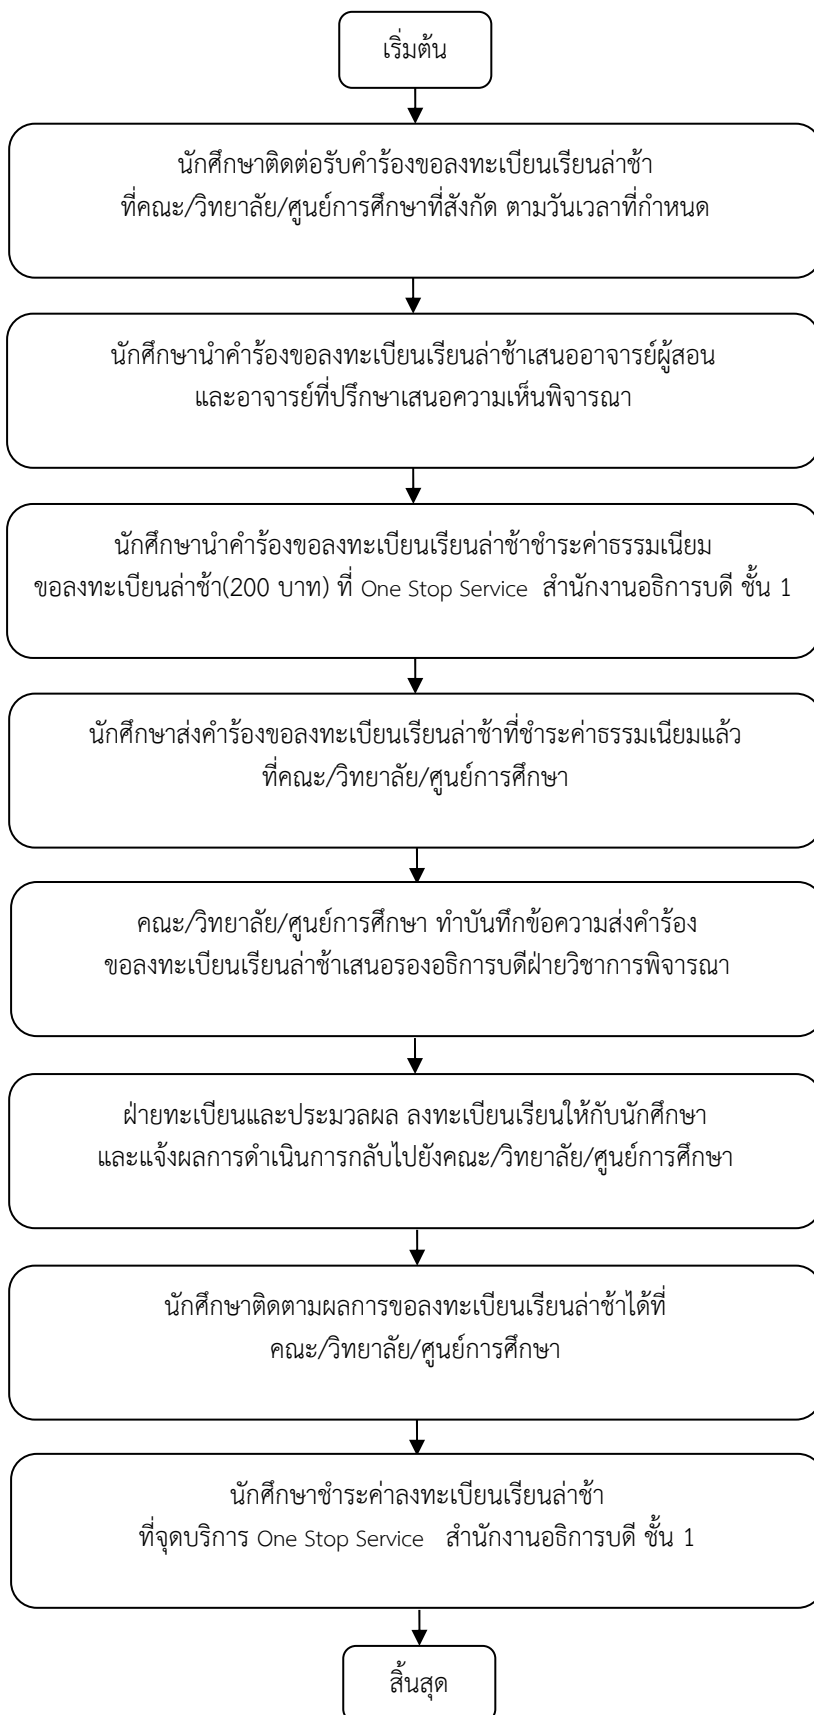 เริ่มต้น
นักศึกษาติดต่อรับคำร้องขอลงทะเบียนเรียนล่าช้า
ที่คณะ/วิทยาลัย/ศูนย์การศึกษาที่สังกัด ตามวันเวลาที่กำหนด
นักศึกษานำคำร้องขอลงทะเบียนเรียนล่าช้าเสนออาจารย์ผู้สอน
และอาจารย์ที่ปรึกษาเสนอความเห็นพิจารณา
นักศึกษานำคำร้องขอลงทะเบียนเรียนล่าช้าชำระค่าธรรมเนียม
ขอลงทะเบียนล่าช้า(200 บาท) ที่ One Stop Service สำนักงานอธิการบดี ชั้น 1
นักศึกษาส่งคำร้องขอลงทะเบียนเรียนล่าช้าที่ชำระค่าธรรมเนียมแล้ว
ที่คณะ/วิทยาลัย/ศูนย์การศึกษา
คณะ/วิทยาลัย/ศูนย์การศึกษา ทำบันทึกข้อความส่งคำร้อง
ขอลงทะเบียนเรียนล่าช้าเสนอรองอธิการบดีฝ่ายวิชาการพิจารณา
ฝ่ายทะเบียนและประมวลผล ลงทะเบียนเรียนให้กับนักศึกษา
และแจ้งผลการดำเนินการกลับไปยังคณะ/วิทยาลัย/ศูนย์การศึกษา
นักศึกษาติดตามผลการขอลงทะเบียนเรียนล่าช้าได้ที่
คณะ/วิทยาลัย/ศูนย์การศึกษา
นักศึกษาชำระค่าลงทะเบียนเรียนล่าช้า
ที่จุดบริการ One Stop Service สำนักงานอธิการบดี ชั้น 1
สิ้นสุด